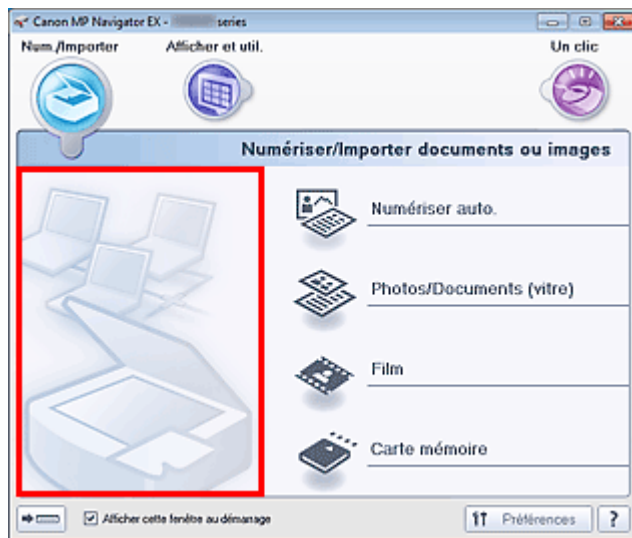 Canon MP Navigator EX - series
Num./Importer
Afficher et util.
Un clic
Numériser/Importer documents ou images
Numériser auto.
Photos/Documents (vitre)
Film
Carte mémoire
Afficher cette fenêtre au démarrage
Préférences
?